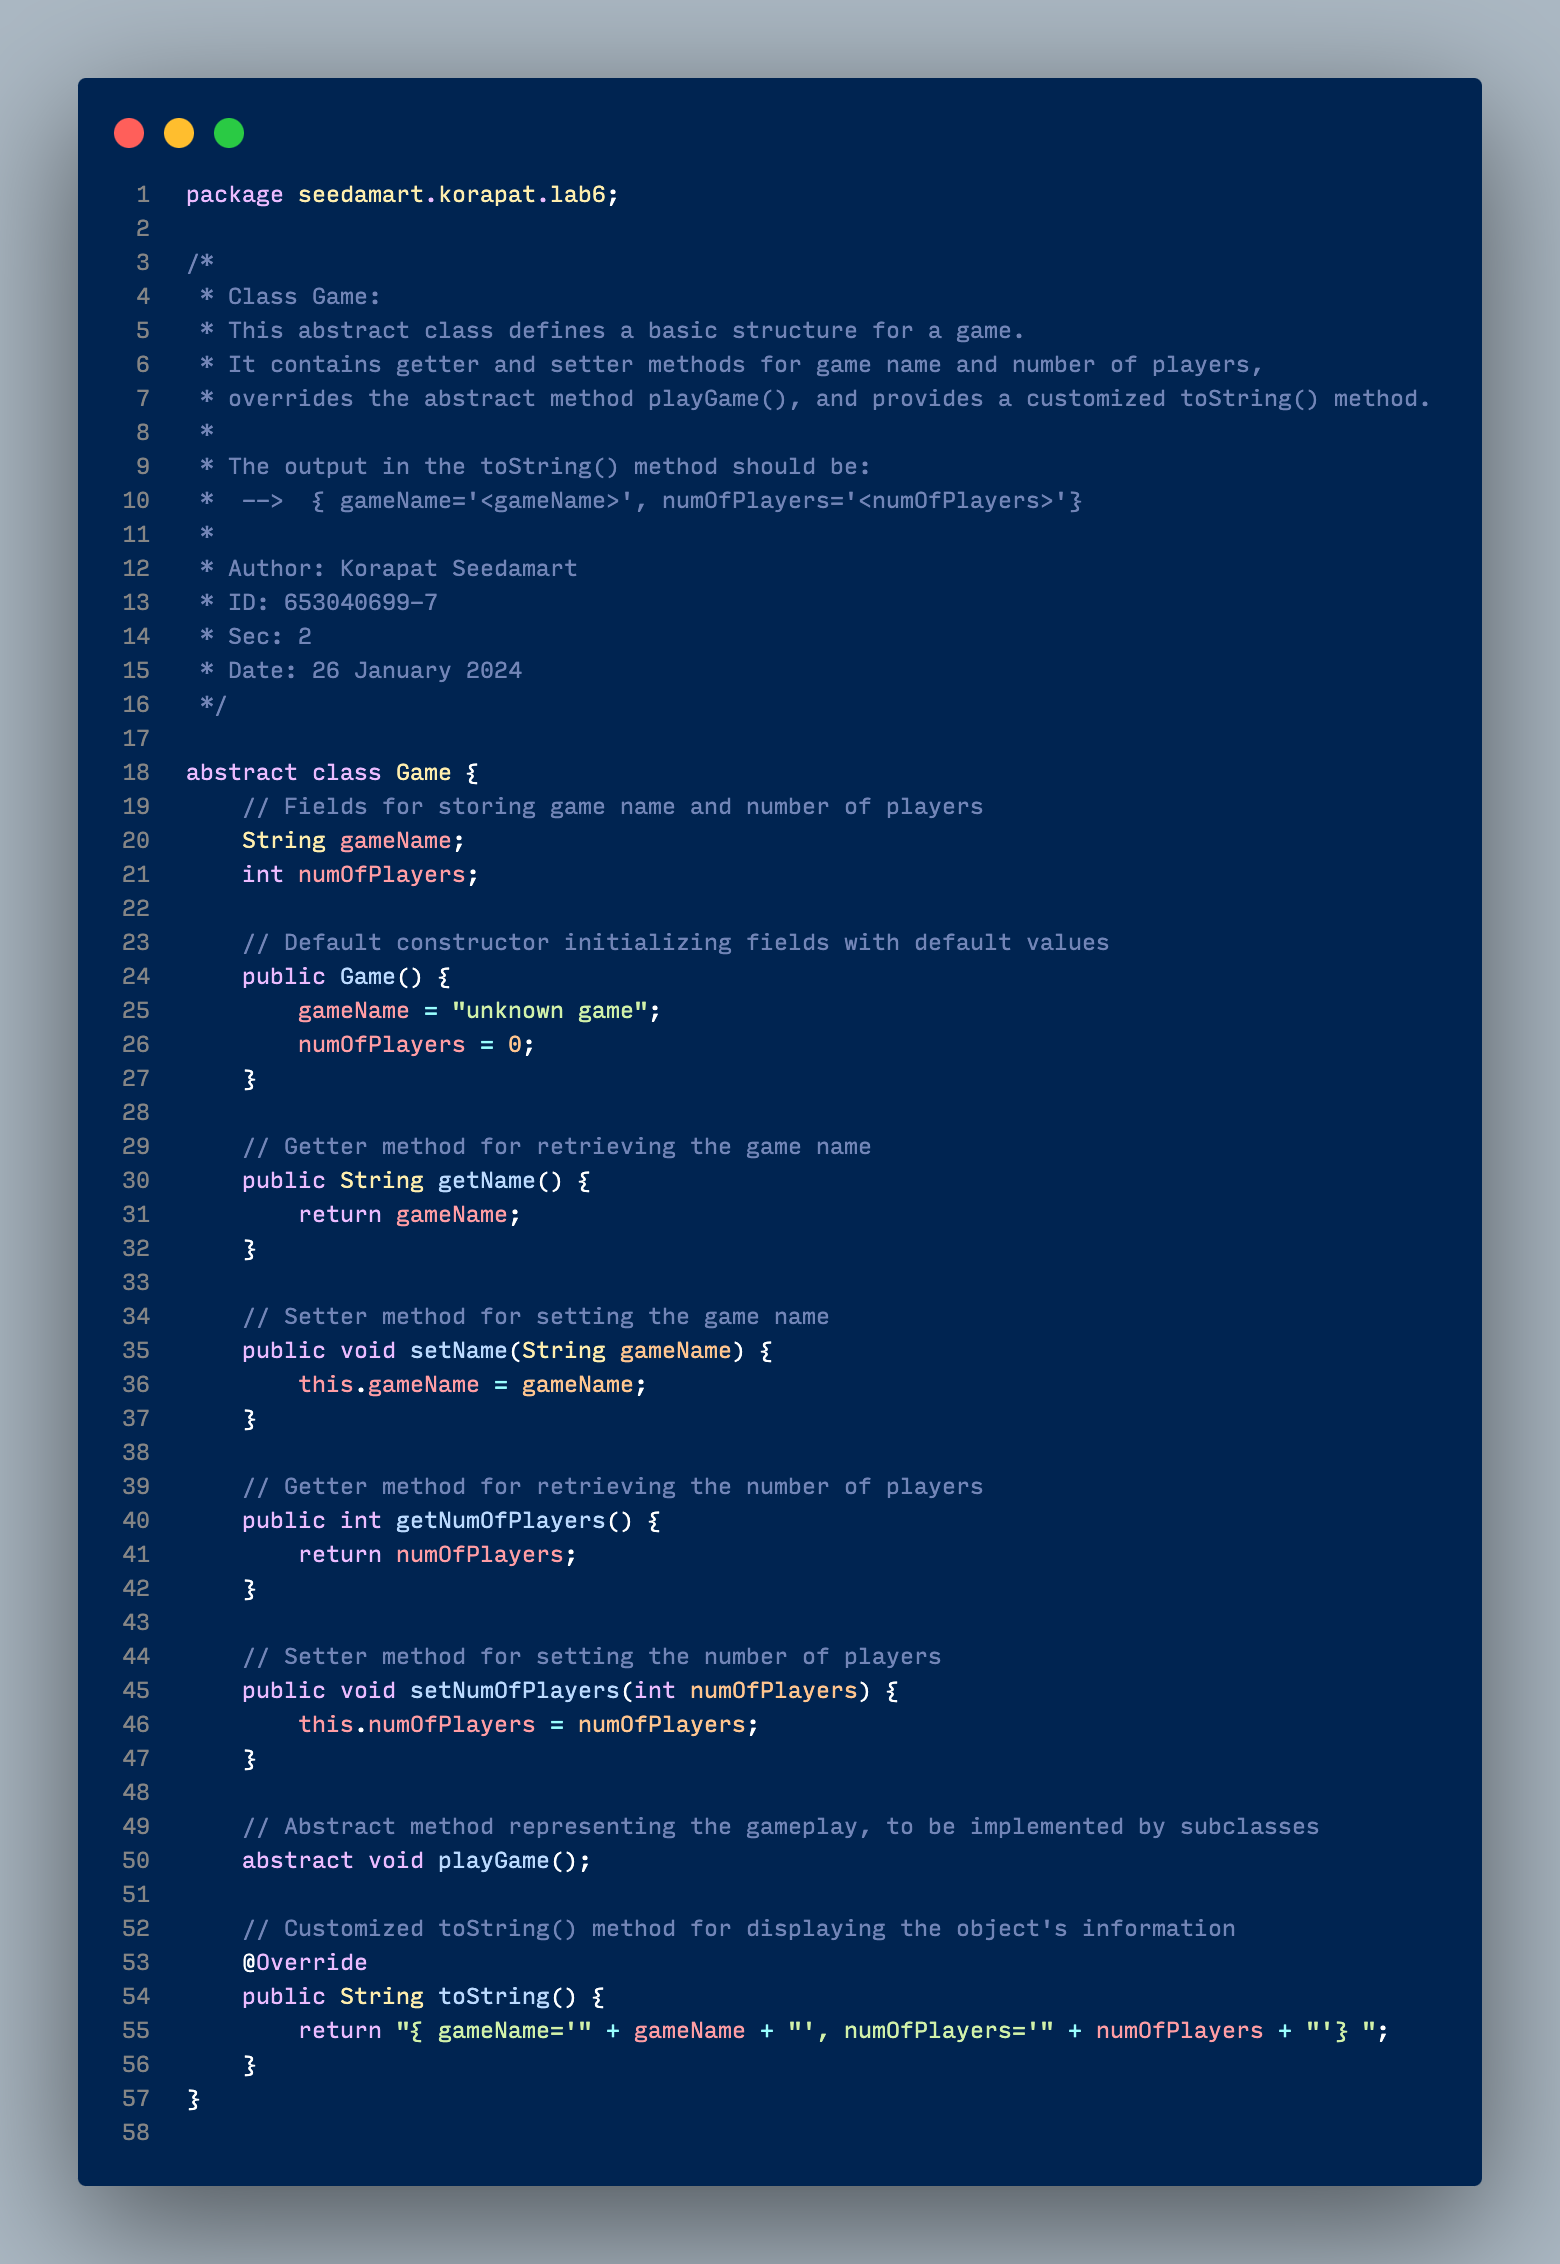 1 package seedamart.korapat.lab6;
2
3 /*
4  * Class Game:
5  * This abstract class defines a basic structure for a game.
6  * It contains getter and setter methods for game name and number of players,
7  * overrides the abstract method playGame(), and provides a customized toString() method.
8  *
9  * The output in the toString() method should be:
10  *  -->  { gameName='<gameName>', numOfPlayers='<numOfPlayers>'}
11  *
12  * Author: Korapat Seedamart
13  * ID: 653040699-7
14  * Sec: 2
15  * Date: 26 January 2024
16  */
17
18 abstract class Game {
19     // Fields for storing game name and number of players
20     String gameName;
21     int numOfPlayers;
22
23     // Default constructor initializing fields with default values
24     public Game() {
25         gameName = "unknown game";
26         numOfPlayers = 0;
27     }
28
29     // Getter method for retrieving the game name
30     public String getName() {
31         return gameName;
32     }
33
34     // Setter method for setting the game name
35     public void setName(String gameName) {
36         this.gameName = gameName;
37     }
38
39     // Getter method for retrieving the number of players
40     public int getNumOfPlayers() {
41         return numOfPlayers;
42     }
43
44     // Setter method for setting the number of players
45     public void setNumOfPlayers(int numOfPlayers) {
46         this.numOfPlayers = numOfPlayers;
47     }
48
49     // Abstract method representing the gameplay, to be implemented by subclasses
50     abstract void playGame();
51
52     // Customized toString() method for displaying the object's information
53     @Override
54     public String toString() {
55         return "{ gameName='" + gameName + "', numOfPlayers='" + numOfPlayers + "'} ";
56     }
57 }
58